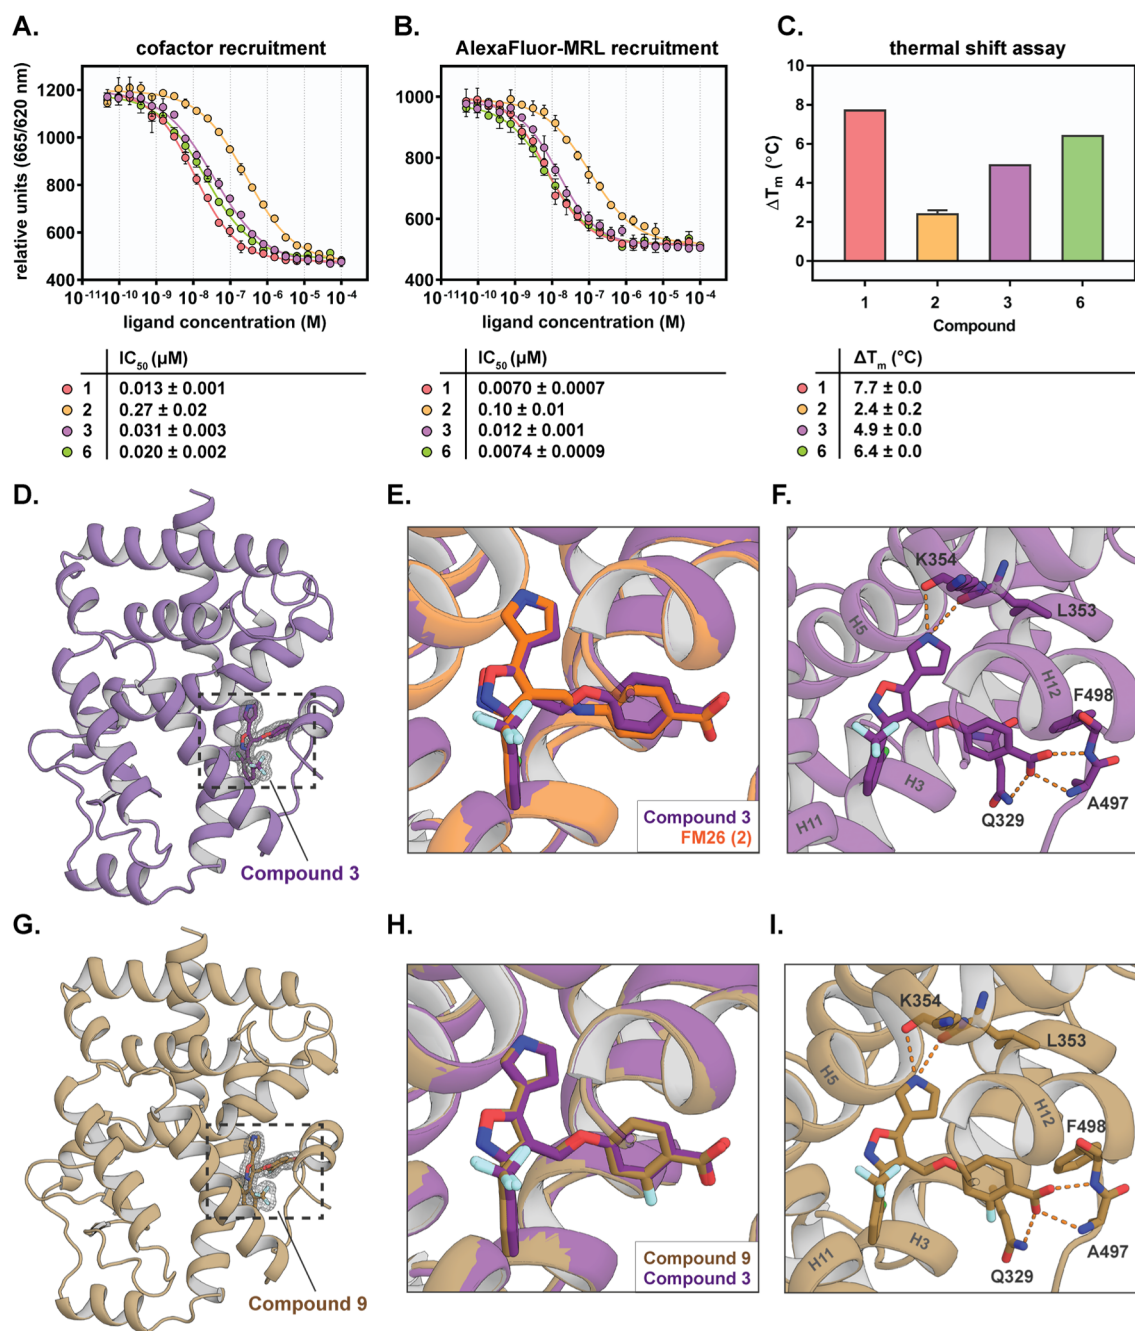 A.
cofactor recruitment
relative units (665/620 nm)
1200
1000
800
600
400
10⁻¹¹ 10⁻¹⁰ 10⁻⁹ 10⁻⁸ 10⁻⁷ 10⁻⁶ 10⁻⁵ 10⁻⁴
ligand concentration (M)
IC₅₀ (µM)
1 0.013 ± 0.001
2 0.27 ± 0.02
3 0.031 ± 0.003
6 0.020 ± 0.002
B.
AlexaFluor-MRL recruitment
1000
800
600
400
10⁻¹¹ 10⁻¹⁰ 10⁻⁹ 10⁻⁸ 10⁻⁷ 10⁻⁶ 10⁻⁵ 10⁻⁴
ligand concentration (M)
IC₅₀ (µM)
1 0.0070 ± 0.0007
2 0.10 ± 0.01
3 0.012 ± 0.001
6 0.0074 ± 0.0009
C.
thermal shift assay
ΔTₘ (°C)
10
8
6
4
2
0
1 2 3 6
Compound
ΔTₘ (°C)
1 7.7 ± 0.0
2 2.4 ± 0.2
3 4.9 ± 0.0
6 6.4 ± 0.0
D.
Compound 3
E.
Compound 3
FM26 (2)
F.
K354
L353
H5
H12
F498
H3
A497
Q329
H11
G.
Compound 9
H.
Compound 9
Compound 3
I.
K354
L353
H5
H12
F498
H3
A497
H11
Q329